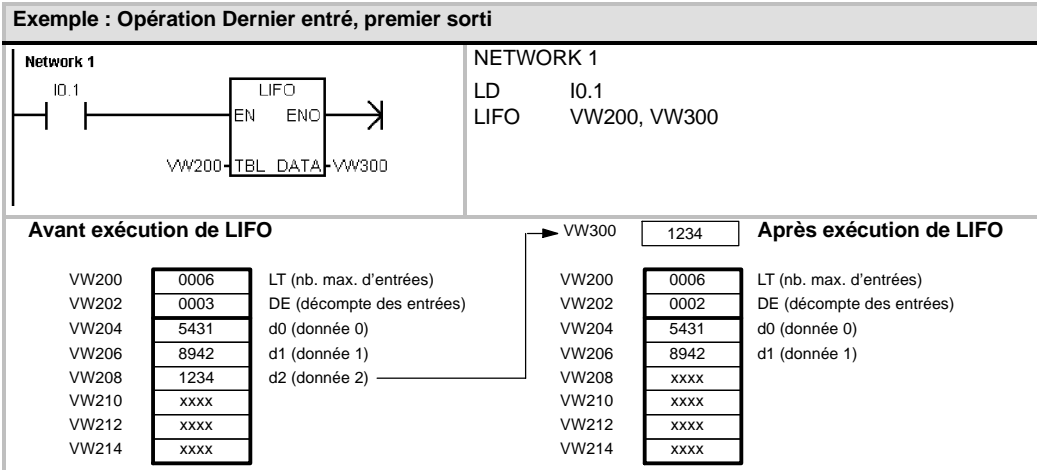 Exemple : Opération Dernier entré, premier sorti
Network 1
I0.1
LIFO
EN ENO
VW200 TBL DATA VW300
NETWORK 1
LD I0.1
LIFO VW200, VW300
Avant exécution de LIFO
VW200 0006 LT (nb. max. d'entrées)
VW202 0003 DE (décompte des entrées)
VW204 5431 d0 (donnée 0)
VW206 8942 d1 (donnée 1)
VW208 1234 d2 (donnée 2)
VW210 xxxx
VW212 xxxx
VW214 xxxx
VW300 1234 Après exécution de LIFO
VW200 0006 LT (nb. max. d'entrées)
VW202 0002 DE (décompte des entrées)
VW204 5431 d0 (donnée 0)
VW206 8942 d1 (donnée 1)
VW208 xxxx
VW210 xxxx
VW212 xxxx
VW214 xxxx